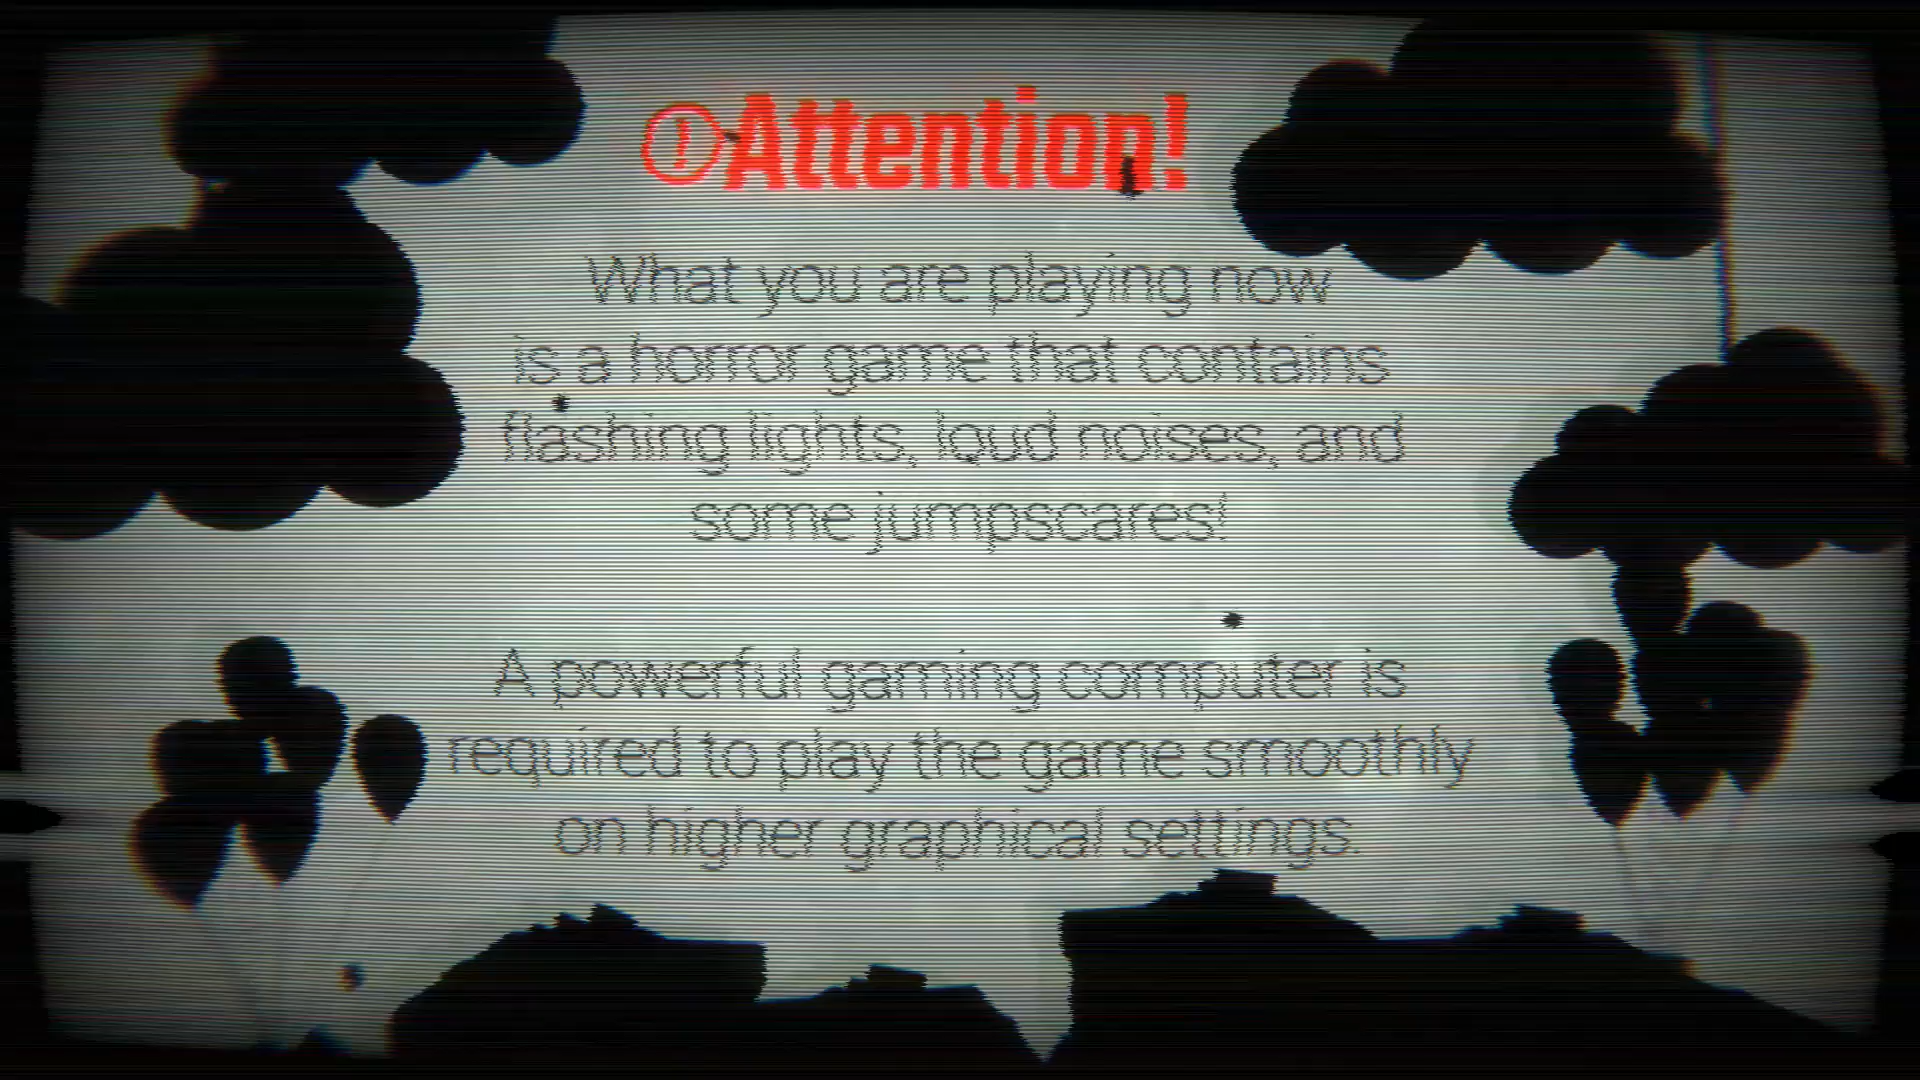 Attention!
What you are playing now
is a horror game that contains
flashing lights, loud noises, and
some jumpscares!
A powerful gaming computer is
required to play the game smoothly
on higher graphical settings.